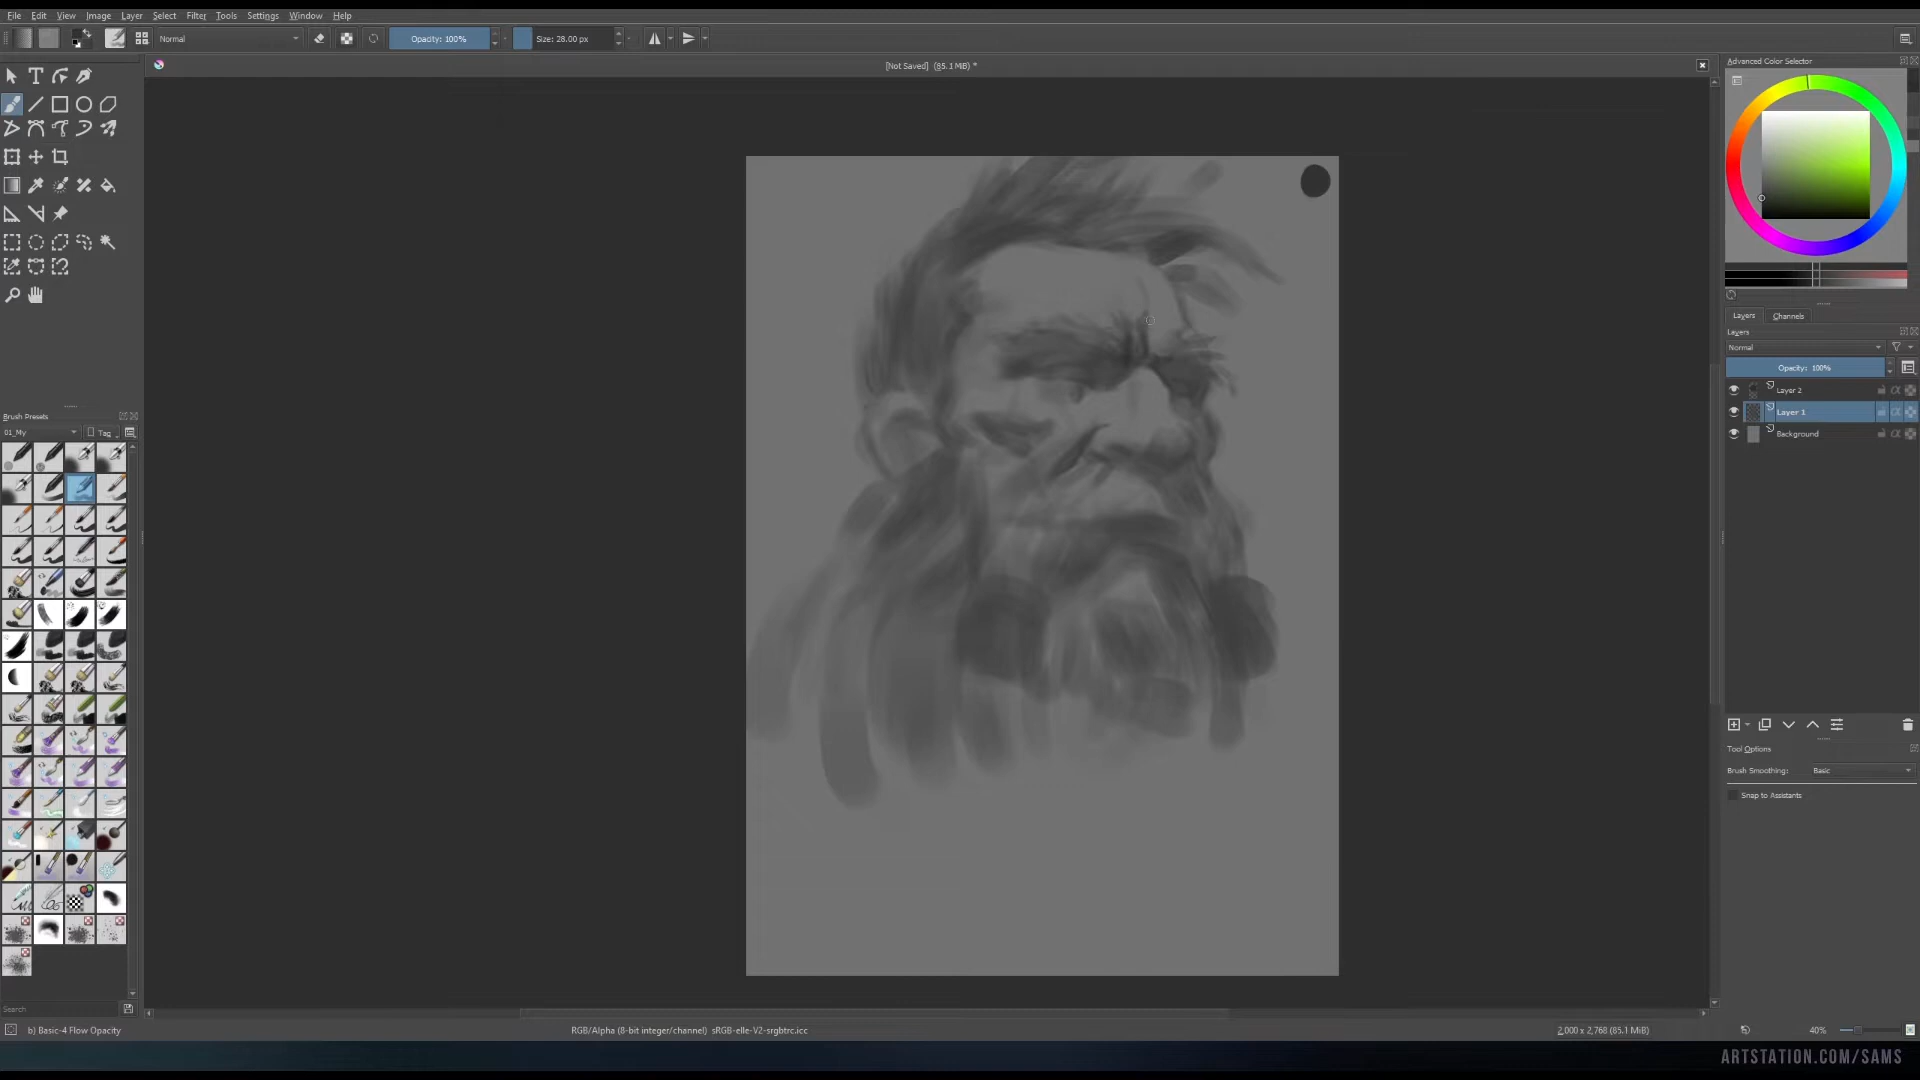 File Edit View Image Layer Select Filter Tools Settings Window Help
Normal Opacity: 100% Size: 28.00 px
[Not Saved] (85.1 MiB) *
Advanced Color Selector
Layers Channels
Layers
Normal
Opacity: 100%
Layer 2
Layer 1
Background
Brush Presets
01_My Tag
Tool Options
Brush Smoothing: Basic
Snap to Assistants
Search
b) Basic-4 Flow Opacity
RGB/Alpha (8-bit integer/channel) sRGB-elle-V2-srgbtrc.icc
2,000 x 2,768 (85.1 MiB)
40%
ARTSTATION.COM/SAMS